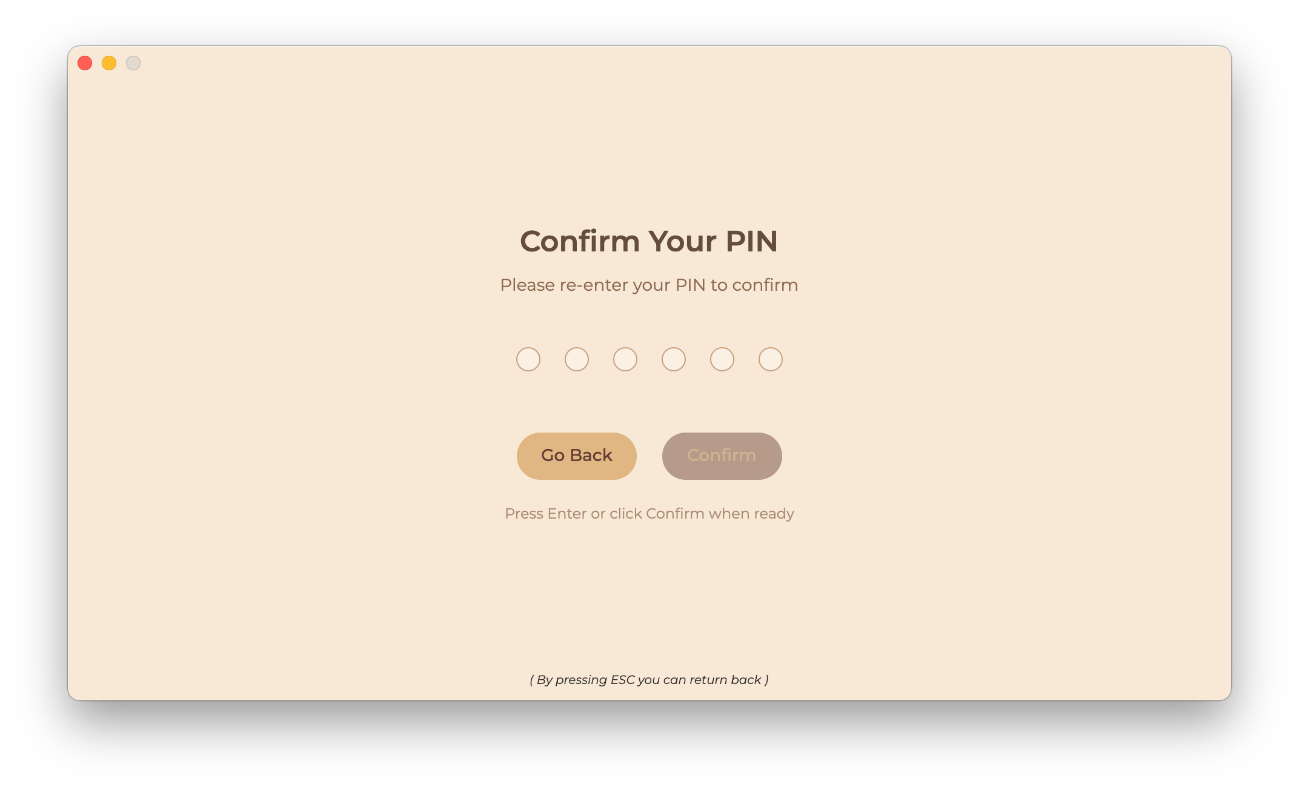 Confirm Your PIN
Please re-enter your PIN to confirm
Go Back
Confirm
Press Enter or click Confirm when ready
( By pressing ESC you can return back )